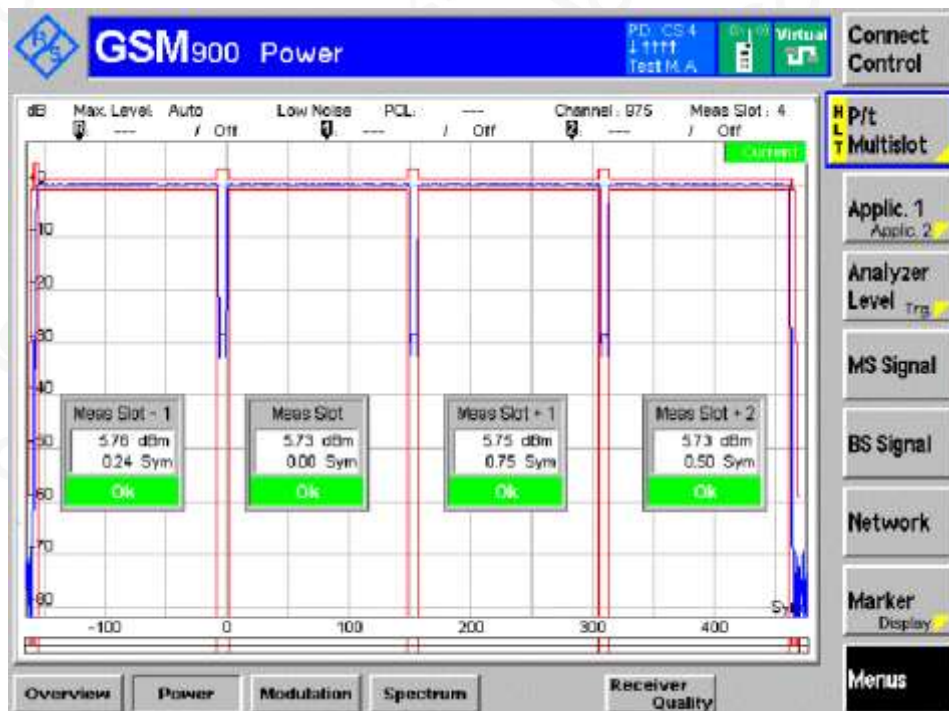 GSM900 Power
PD: CS 4
↓↑↑↑↑
Test M.A.
Virtual
Connect Control
dB Max. Level: Auto Low Noise PCL: --- Channel: 975 Meas Slot: 4
--- / Off 1 --- / Off 2 --- / Off
Current
HLT
P/t Multislot
Applic. 1
Applic. 2
Analyzer Level Trg.
MS Signal
BS Signal
Network
Marker
Display
Menus
0
-10
-20
-30
-40
-50
-60
-70
-80
Meas Slot - 1
5.76 dBm
0.24 Sym
Ok
Meas Slot
5.73 dBm
0.00 Sym
Ok
Meas Slot + 1
5.75 dBm
0.75 Sym
Ok
Meas Slot + 2
5.73 dBm
0.50 Sym
Ok
-100 0 100 200 300 400
Overview Power Modulation Spectrum Receiver Quality